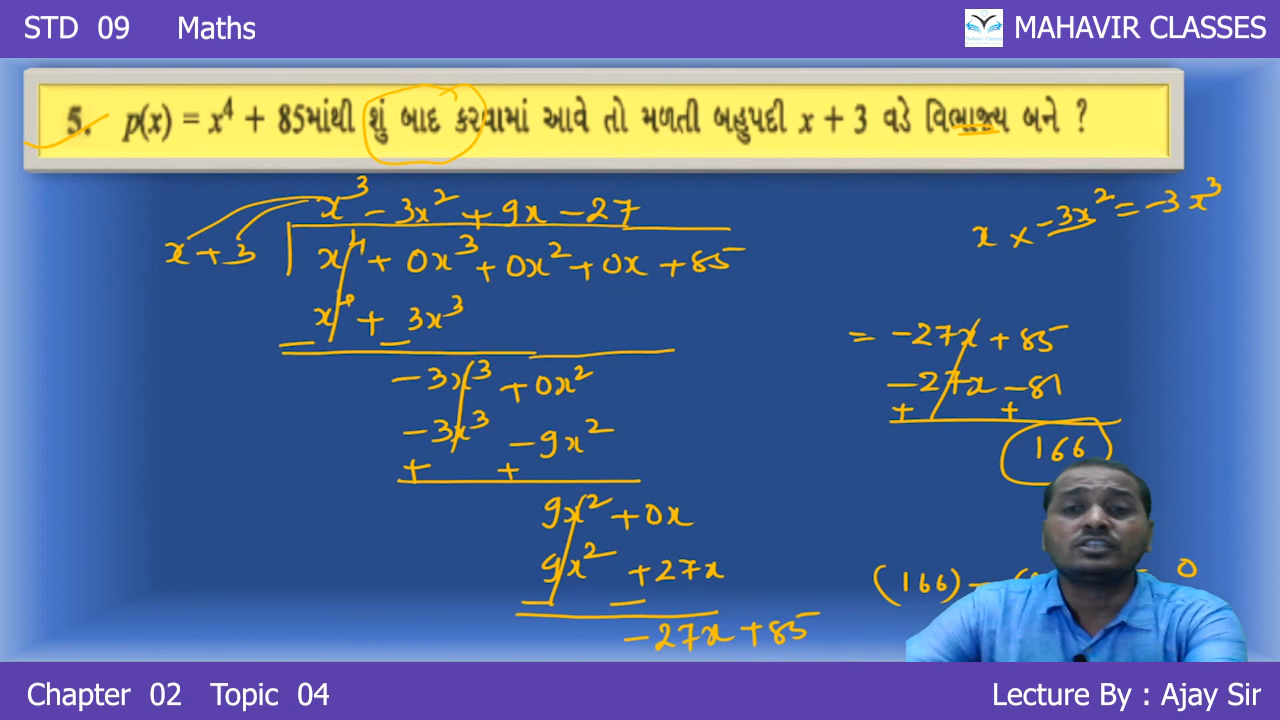 STD 09 Maths
MAHAVIR CLASSES
5. p(x) = x⁴ + 85માંથી શું બાદ કરવામાં આવે તો મળતી બહુપદી x + 3 વડે વિભાજ્ય બને ?
x³ - 3x² + 9x - 27
x + 3
x⁴ + 0x³ + 0x² + 0x + 85
x⁴ + 3x³
-3x³ + 0x²
-3x³ - 9x²
+ +
9x² + 0x
9x² + 27x
-27x + 85
x × -3x² = -3x³
= -27x + 85
-27x - 81
+ +
166
(166) - ( 0
Chapter 02 Topic 04
Lecture By : Ajay Sir